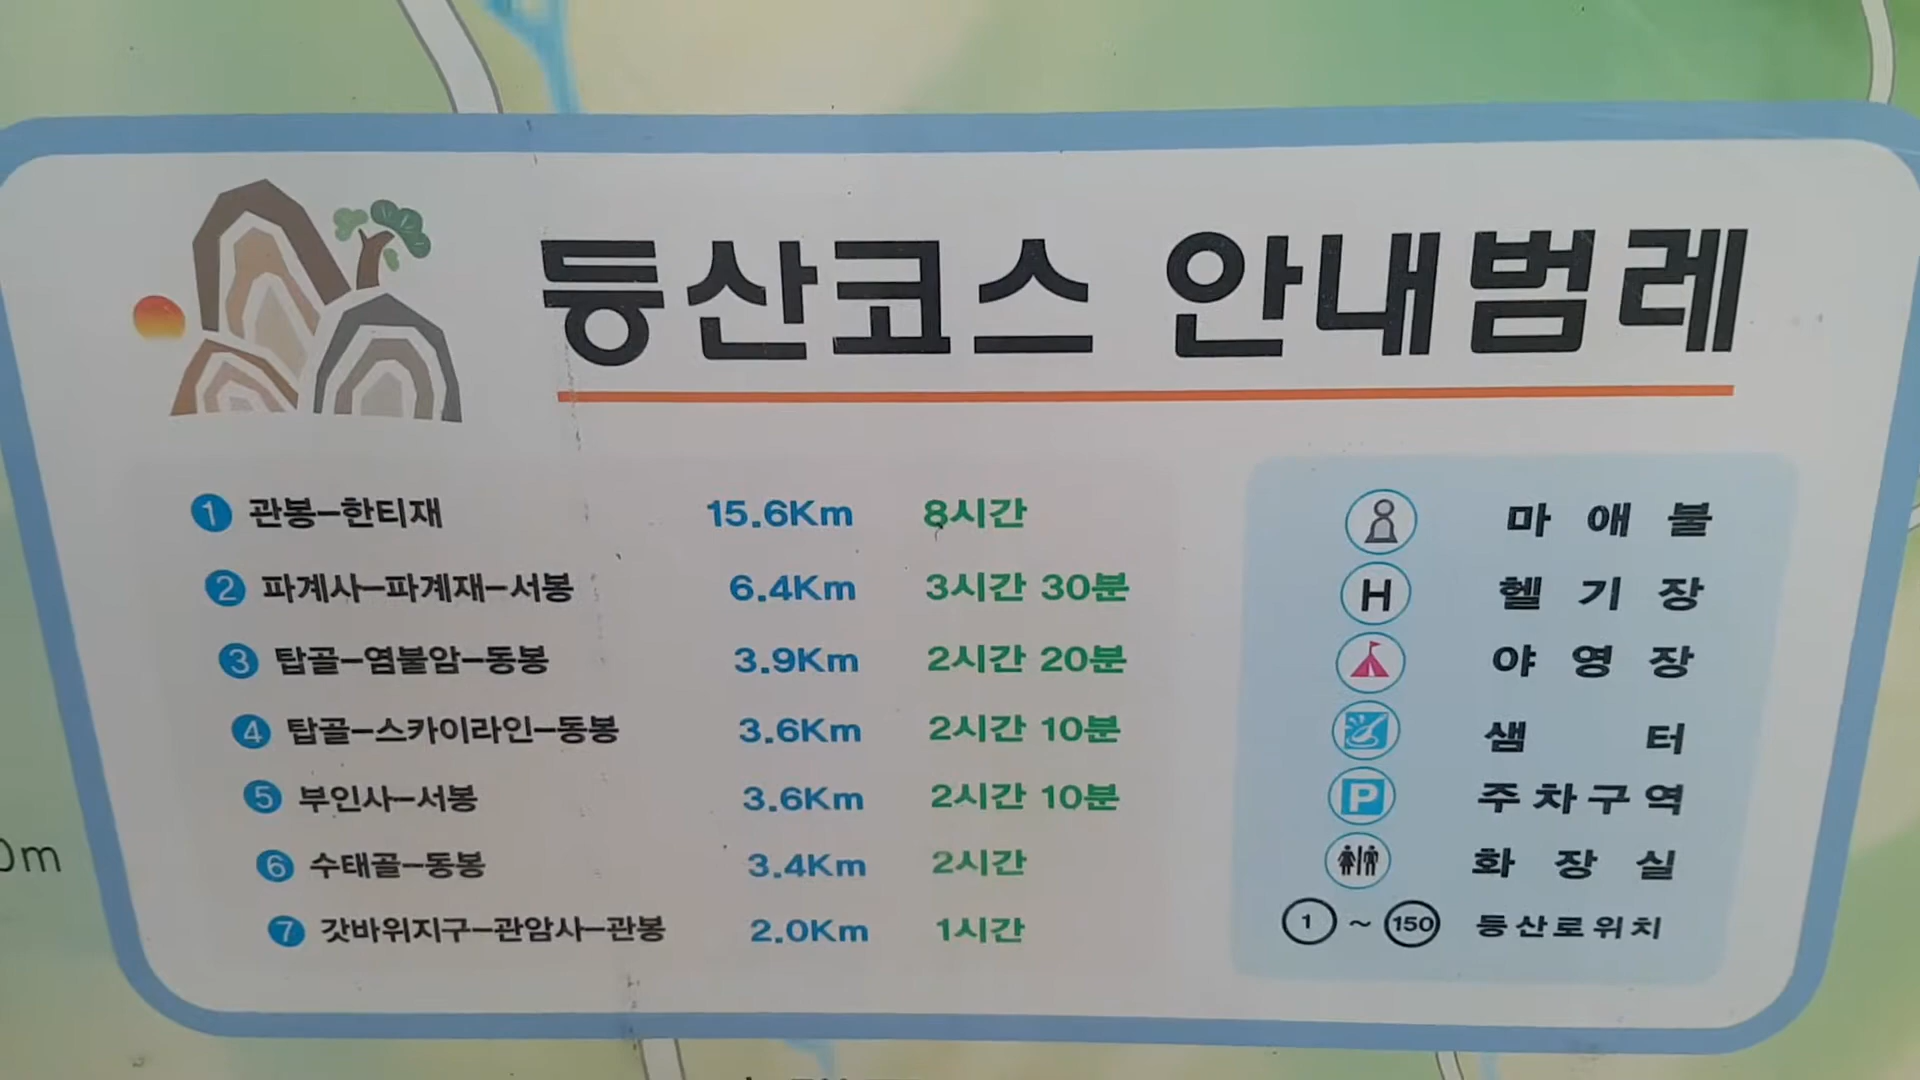 등산코스 안내범례
1 관봉-한티재 15.6Km 8시간
2 파계사-파계재-서봉 6.4Km 3시간 30분
3 탑골-염불암-동봉 3.9Km 2시간 20분
4 탑골-스카이라인-동봉 3.6Km 2시간 10분
5 부인사-서봉 3.6Km 2시간 10분
6 수태골-동봉 3.4Km 2시간
7 갓바위지구-관암사-관봉 2.0Km 1시간
마애불
H 헬기장
야영장
샘터
P 주차구역
화장실
1 ~ 150 등산로위치
0m